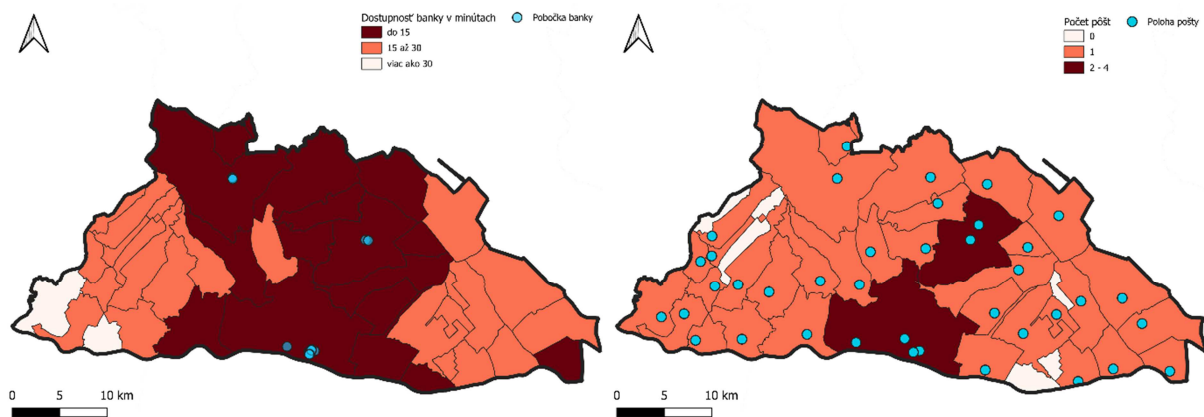 Dostupnosť banky v minútach
Pobočka banky
do 15
15 až 30
viac ako 30
0 5 10 km
Počet pôšt
Poloha pošty
0
1
2 - 4
0 5 10 km